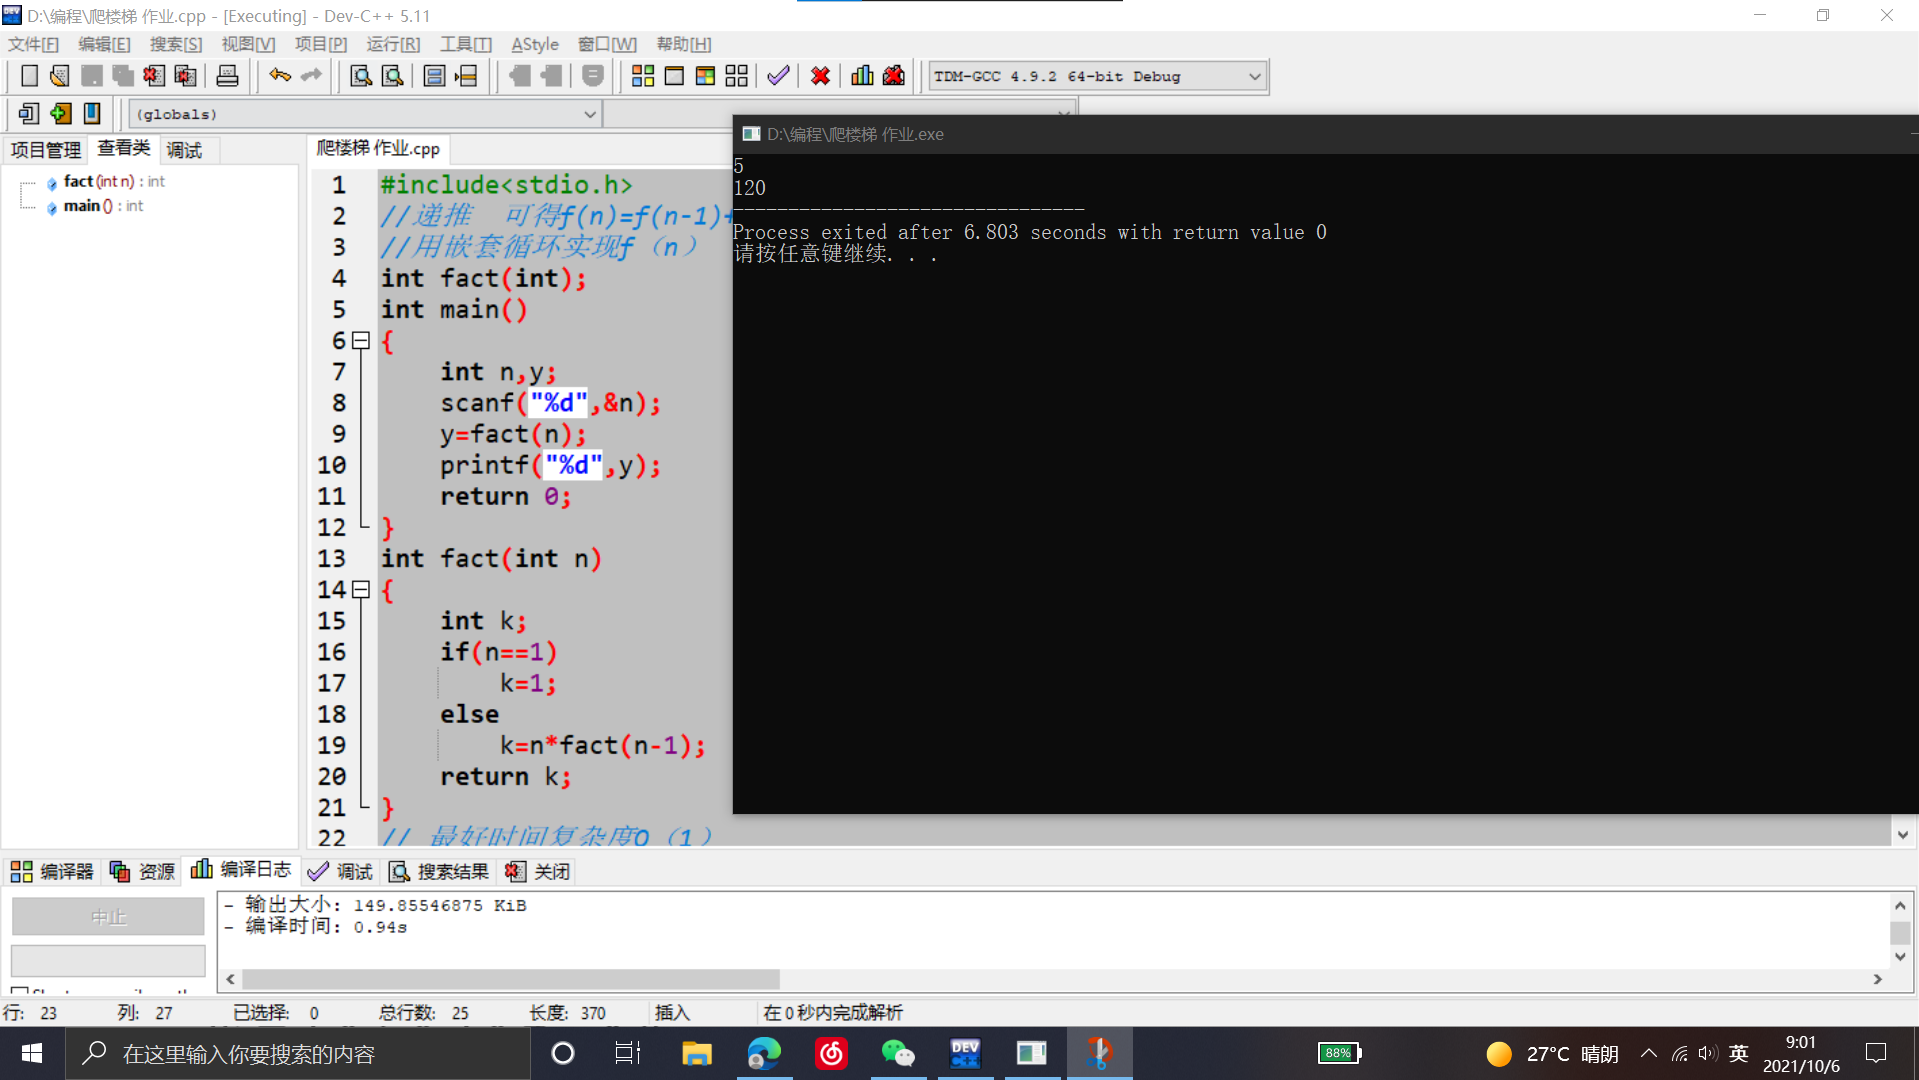 D:\编程\爬楼梯 作业.cpp - [Executing] - Dev-C++ 5.11
文件[F] 编辑[E] 搜索[S] 视图[V] 项目[P] 运行[R] 工具[T] AStyle 窗口[W] 帮助[H]
TDM-GCC 4.9.2 64-bit Debug
(globals)
项目管理 查看类 调试
fact (int n) : int
main () : int
爬楼梯 作业.cpp
1 #include<stdio.h>
2 //递推 可得f(n)=f(n-1)+
3 //用嵌套循环实现f（n）
4 int fact(int);
5 int main()
6 {
7 int n,y;
8 scanf("%d",&n);
9 y=fact(n);
10 printf("%d",y);
11 return 0;
12 }
13 int fact(int n)
14 {
15 int k;
16 if(n==1)
17 k=1;
18 else
19 k=n*fact(n-1);
20 return k;
21 }
22 // 最好时间复杂度O（1）
D:\编程\爬楼梯 作业.exe
5
120
--------------------------------
Process exited after 6.803 seconds with return value 0
请按任意键继续. . .
编译器 资源 编译日志 调试 搜索结果 关闭
中止
- 输出大小: 149.85546875 KiB
- 编译时间: 0.94s
行: 23 列: 27 已选择: 0 总行数: 25 长度: 370 插入 在 0 秒内完成解析
在这里输入你要搜索的内容
DEV C++
88%
27°C 晴朗
英
9:01
2021/10/6